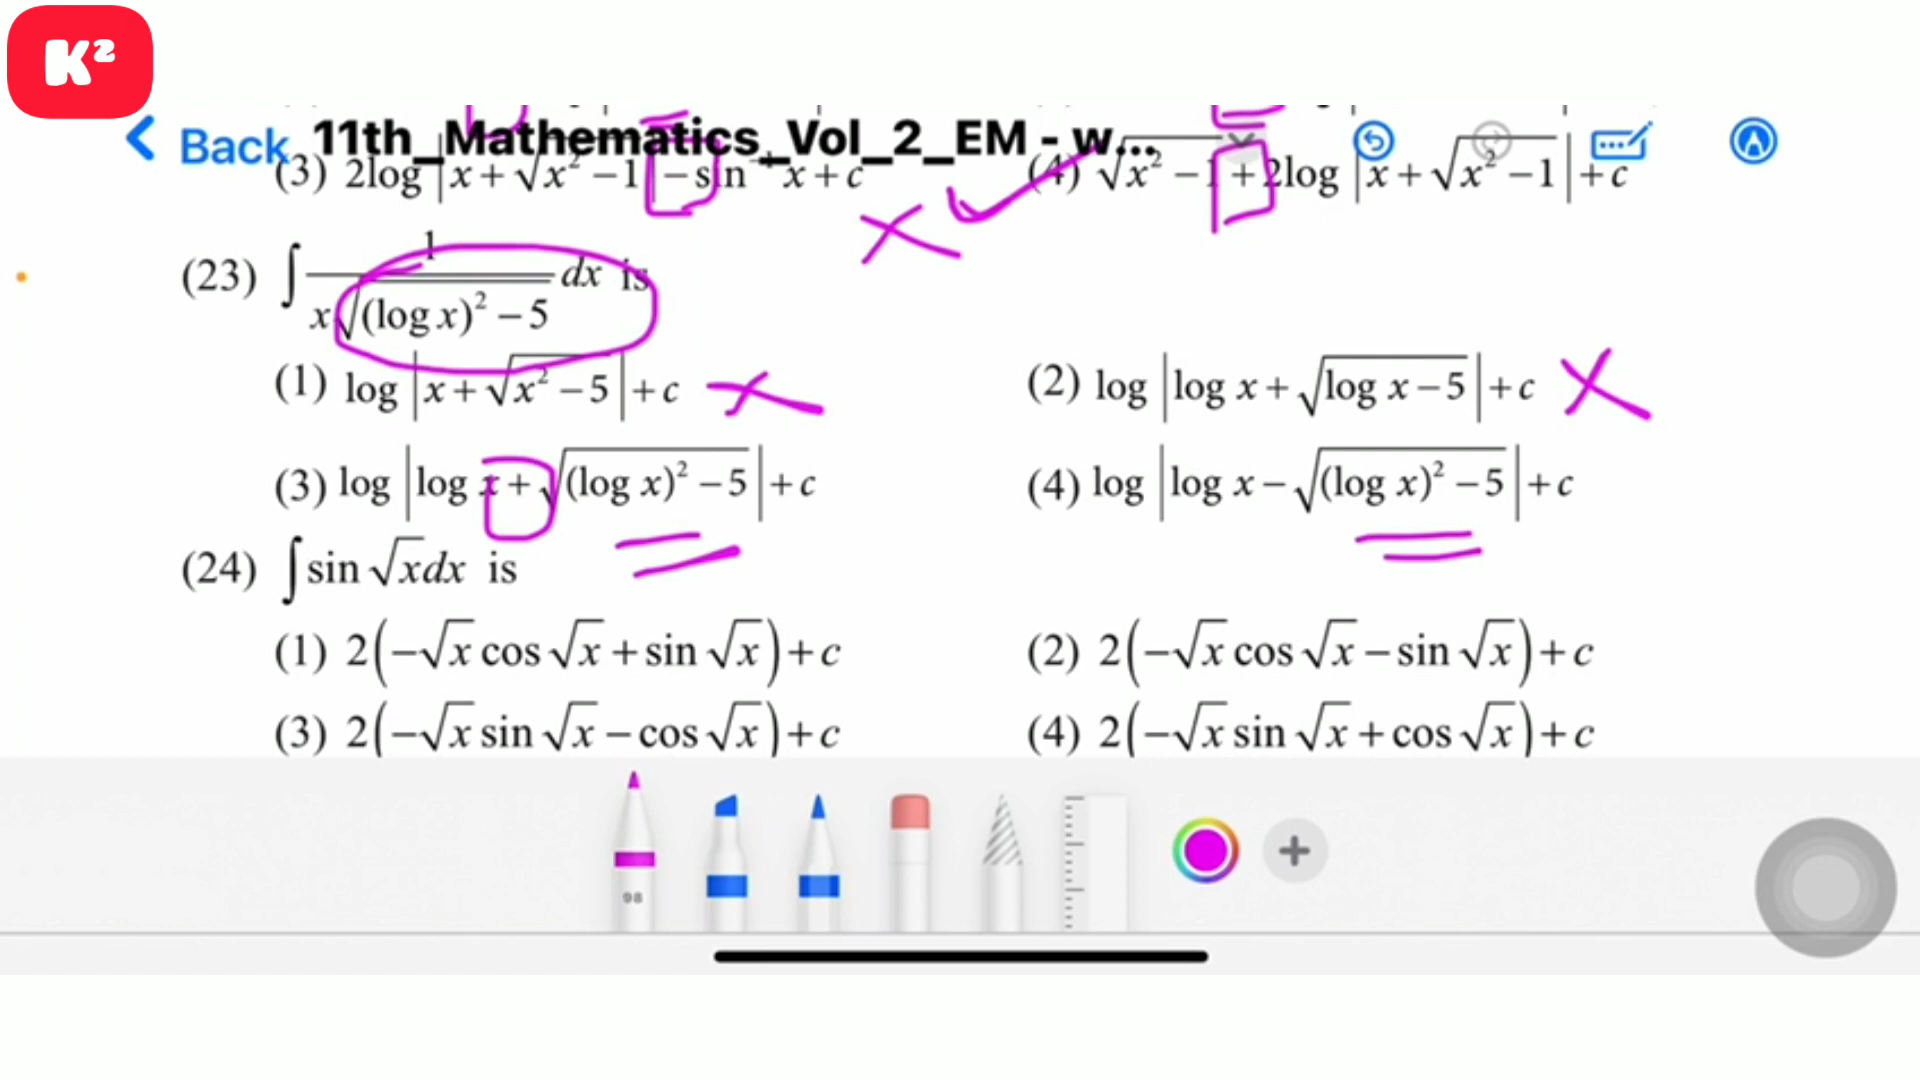 K²
Back 11th_Mathematics_Vol_2_EM - w...
(3) 2log |x + √(x² − 1)| − sin⁻¹ x + c (4) √(x² − 1) + 2log |x + √(x² − 1)| + c
(23) ∫ 1 / (x√((log x)² − 5)) dx is
(1) log |x + √(x² − 5)| + c (2) log |log x + √(log x − 5)| + c
(3) log |log x + √((log x)² − 5)| + c (4) log |log x − √((log x)² − 5)| + c
(24) ∫ sin √x dx is
(1) 2(−√x cos √x + sin √x) + c (2) 2(−√x cos √x − sin √x) + c
(3) 2(−√x sin √x − cos √x) + c (4) 2(−√x sin √x + cos √x) + c
98